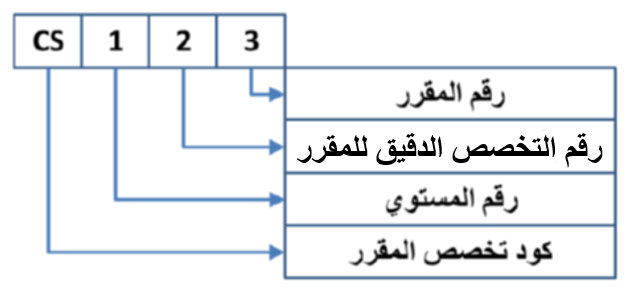 CS 1 2 3
رقم المقرر
رقم التخصص الدقيق للمقرر
رقم المستوي
كود تخصص المقرر